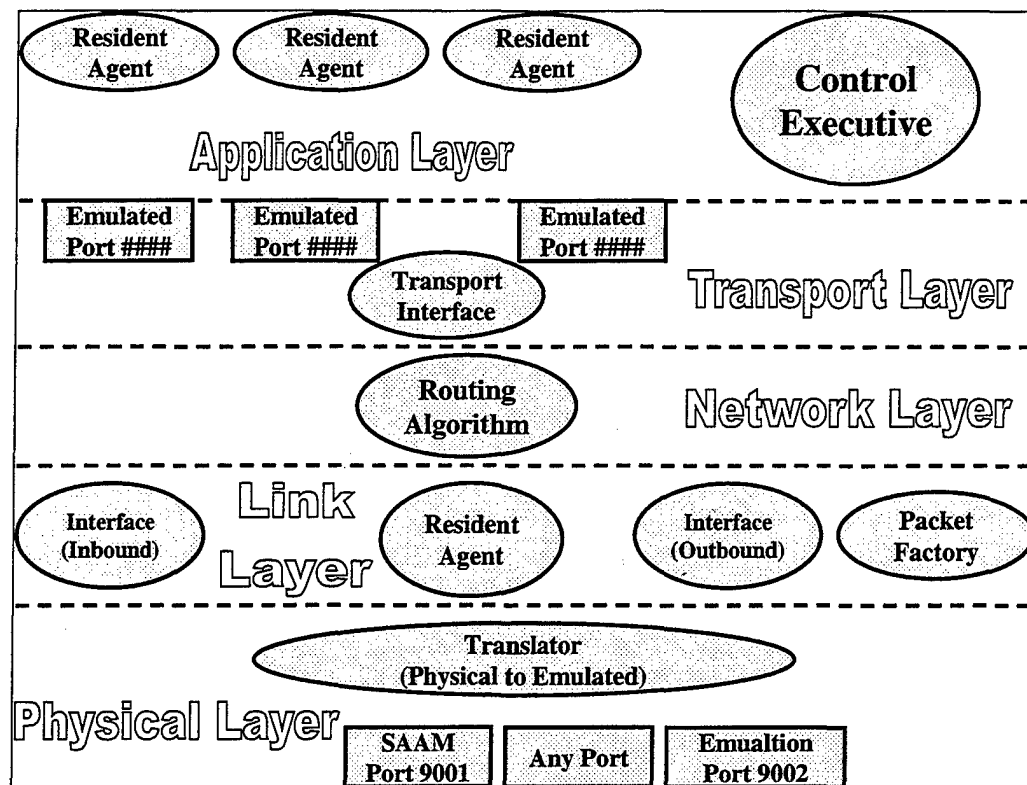 Resident
Agent
Resident
Agent
Resident
Agent
Control
Executive
Application Layer
Emulated
Port ####
Emulated
Port ####
Emulated
Port ####
Transport
Interface
Transport Layer
Routing
Algorithm
Network Layer
Interface
(Inbound)
Link
Layer
Resident
Agent
Interface
(Outbound)
Packet
Factory
Translator
(Physical to Emulated)
Physical Layer
SAAM
Port 9001
Any Port
Emualtion
Port 9002